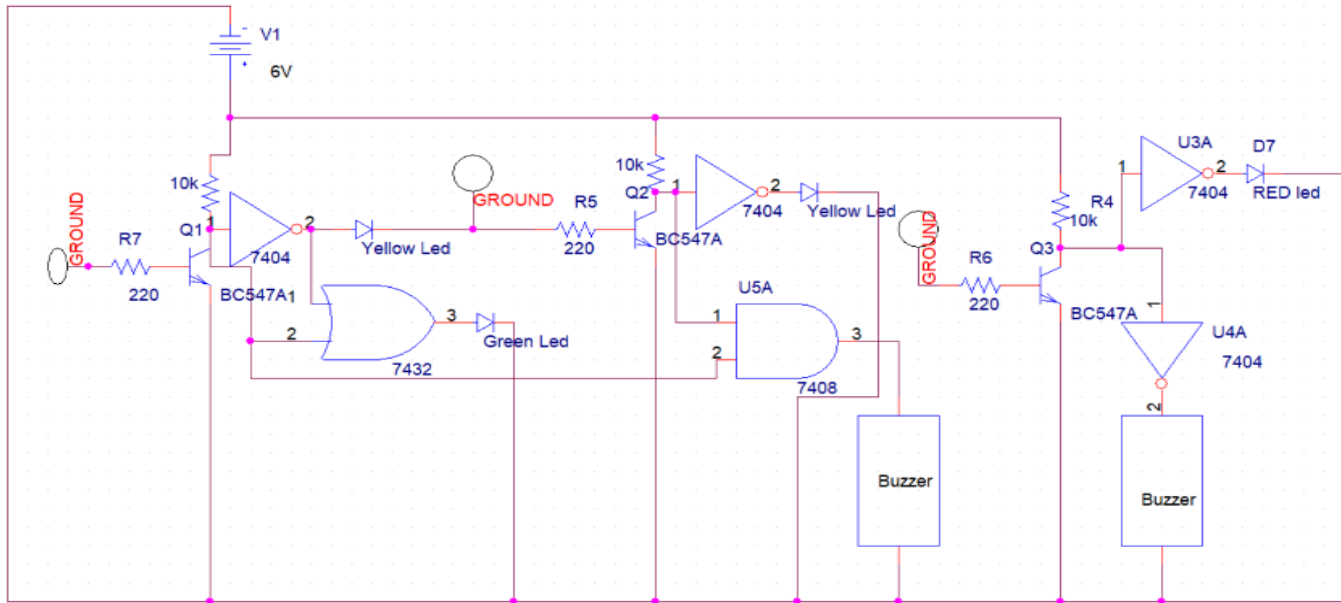 V1
6V
10k
Q1
1
2
7404
Yellow Led
GROUND
R7
220
BC547A
1
2
3
7432
Green Led
GROUND
R5
220
10k
Q2
1
2
7404
Yellow Led
BC547A
U5A
1
2
3
7408
Buzzer
GROUND
R6
220
R4
10k
Q3
BC547A
1
U3A
2
7404
D7
RED led
1
U4A
7404
2
Buzzer